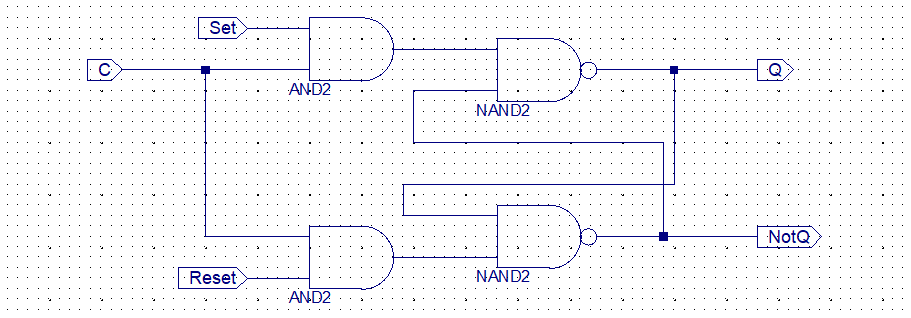 Set
C
AND2
NAND2
Q
Reset
AND2
NAND2
NotQ